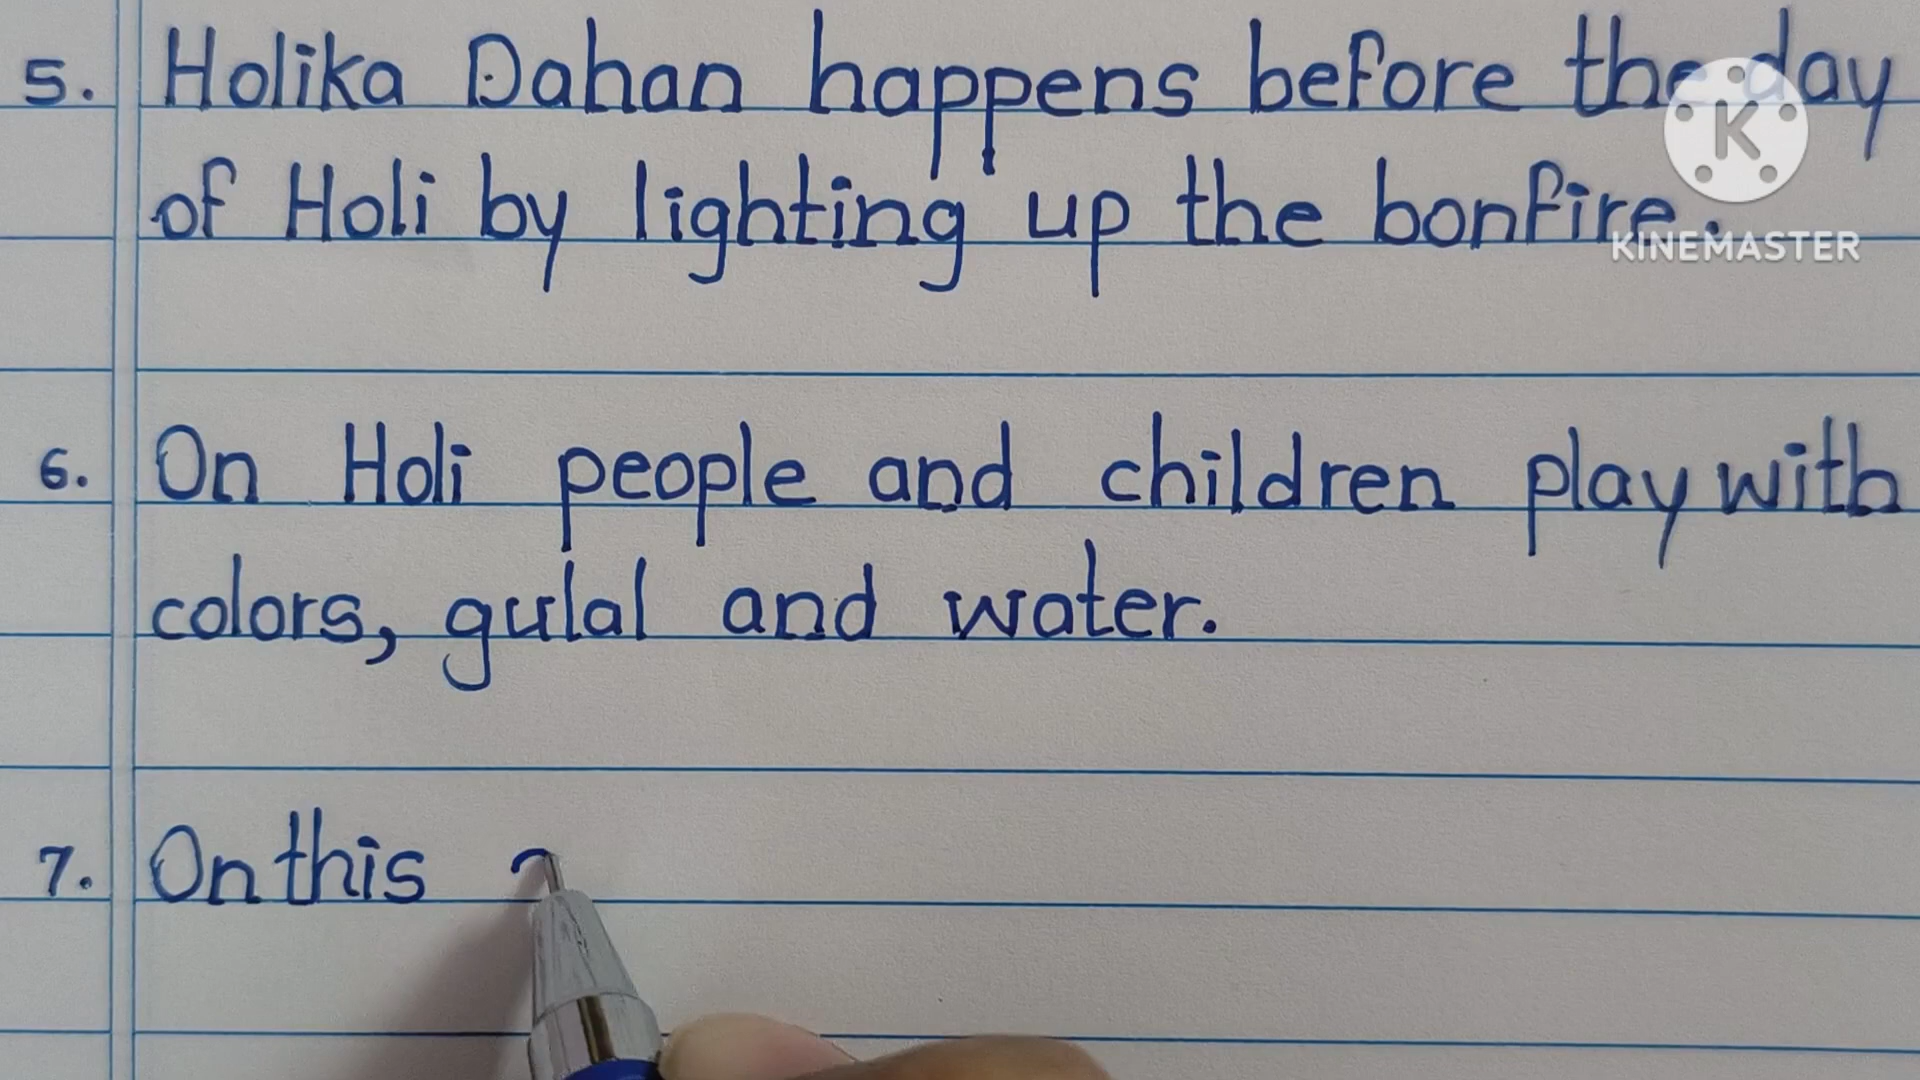 5. Holika Dahan happens before the day
of Holi by lighting up the bonfire.
KINEMASTER
6. On Holi people and children play with
colors, gulal and water.
7. On this